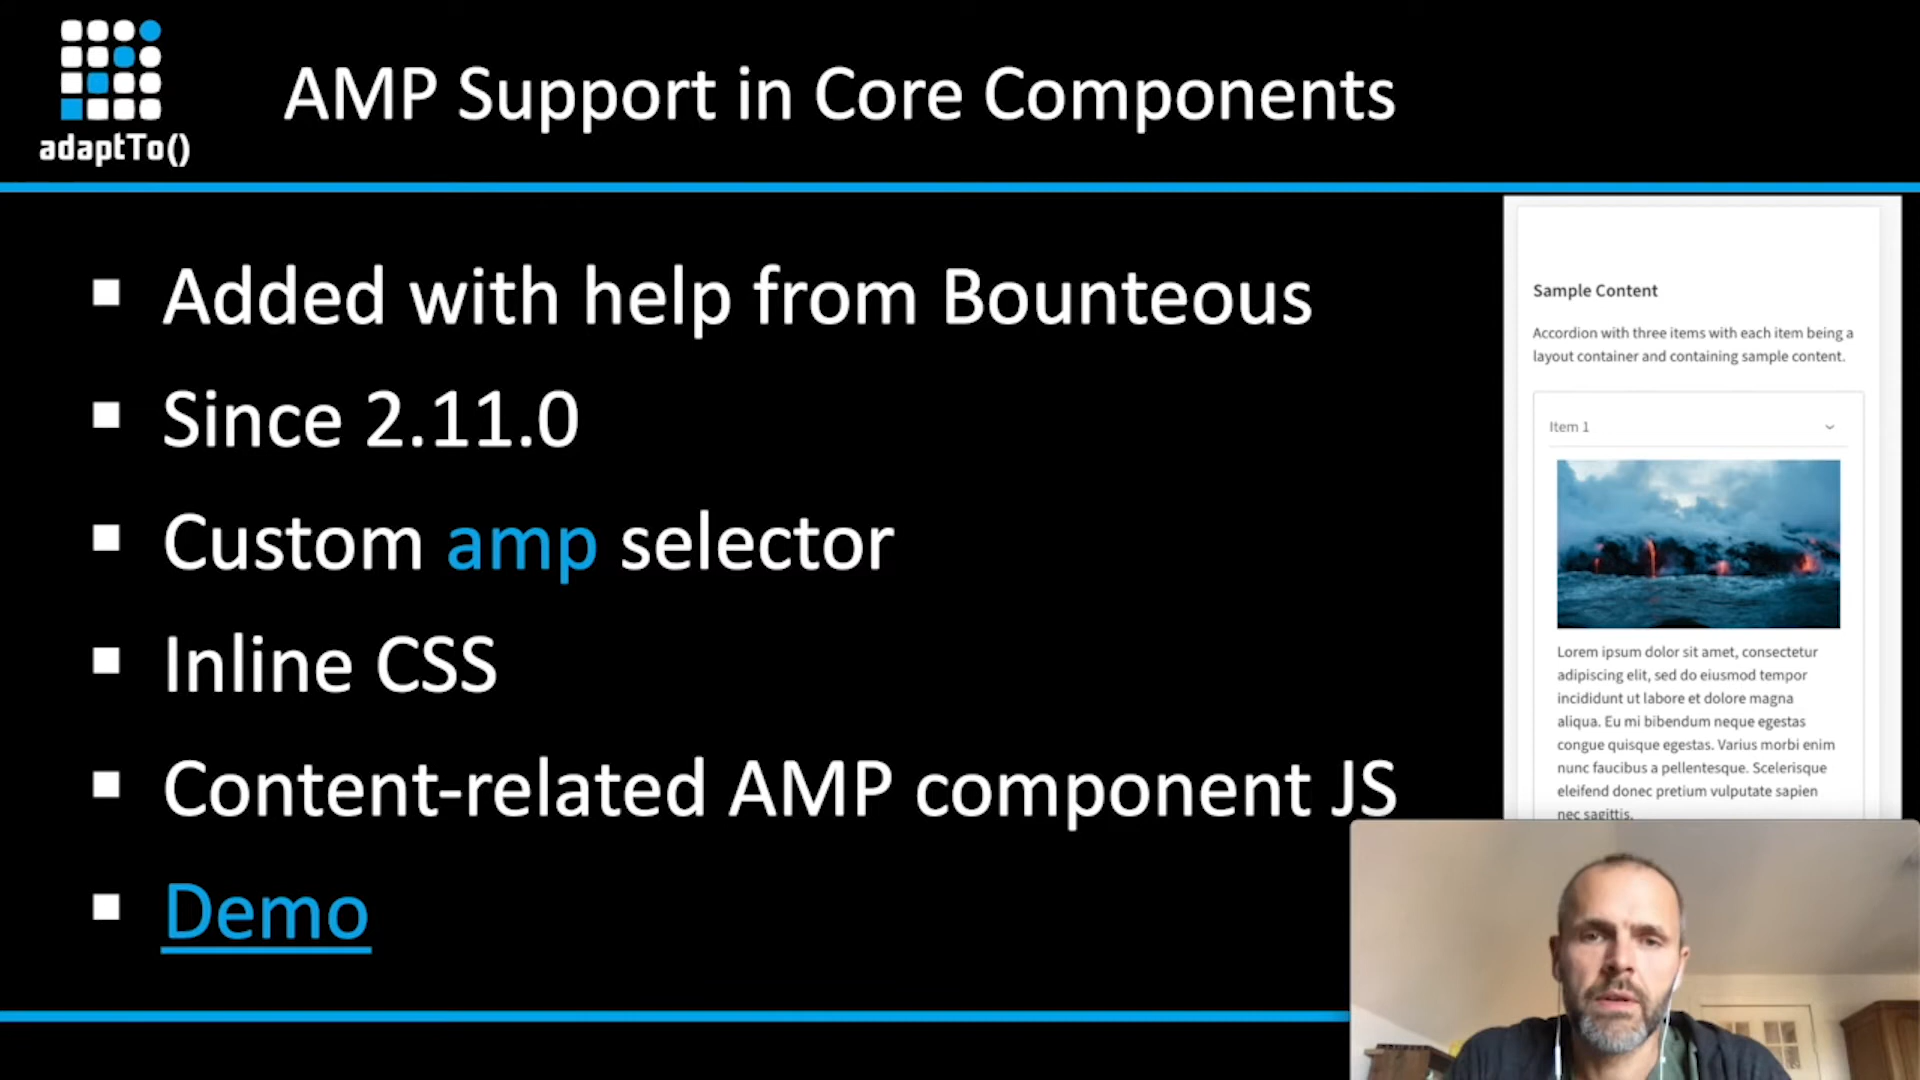 adaptTo()
AMP Support in Core Components
Added with help from Bounteous
Since 2.11.0
Custom amp selector
Inline CSS
Content-related AMP component JS
Demo
Sample Content
Accordion with three items with each item being a
layout container and containing sample content.
Item 1
Lorem ipsum dolor sit amet, consectetur
adipiscing elit, sed do eiusmod tempor
incididunt ut labore et dolore magna
aliqua. Eu mi bibendum neque egestas
congue quisque egestas. Varius morbi enim
nunc faucibus a pellentesque. Scelerisque
eleifend donec pretium vulputate sapien
nec sagittis.